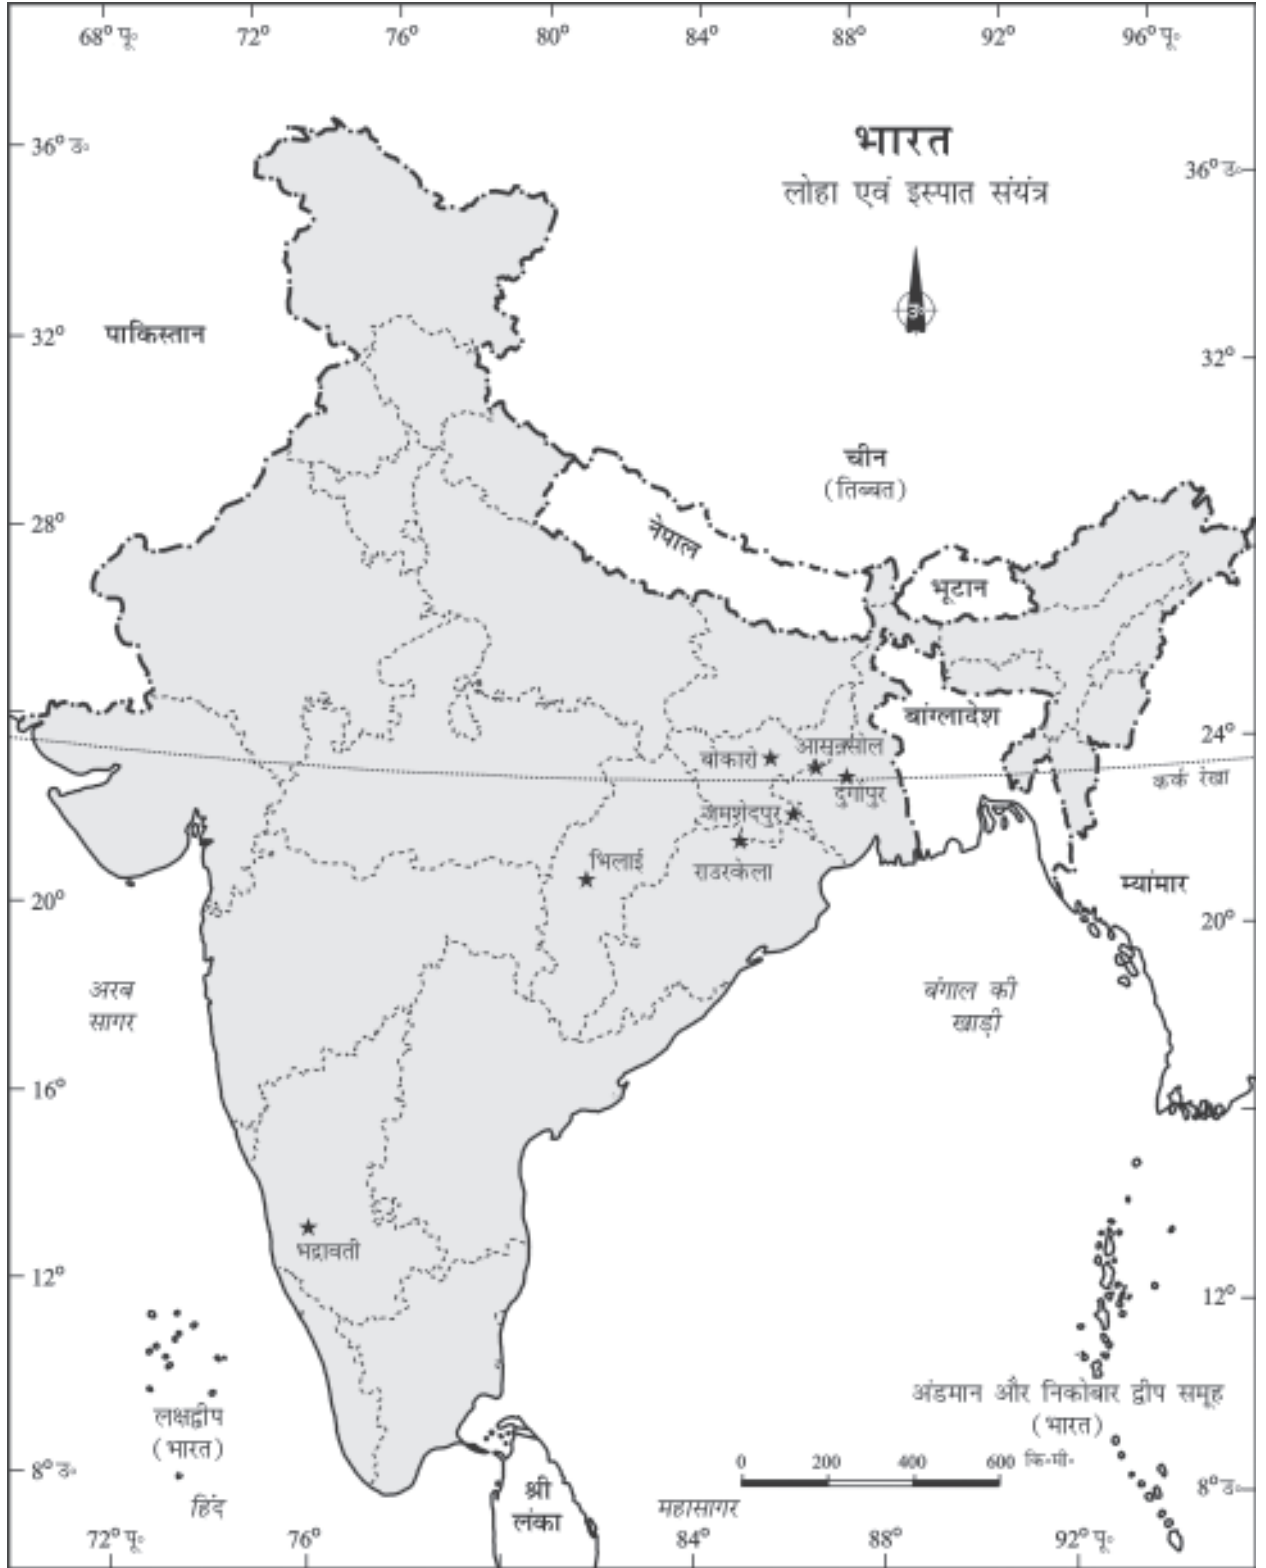 68° पू॰ 72° 76° 80° 84° 88° 92° 96° पू॰
36° उ॰
भारत
36° उ॰
लोहा एवं इस्पात संयंत्र
उ॰
पाकिस्तान
32°
32°
चीन
(तिब्बत)
28°
नेपाल
भूटान
बांग्लादेश
24°
आसनसोल
बोकारो
कर्क रेखा
दुर्गापुर
जमशेदपुर
भिलाई
राउरकेला
म्यांमार
20°
20°
अरब
सागर
बंगाल की
खाड़ी
16°
भद्रावती
12°
12°
अंडमान और निकोबार द्वीप समूह
(भारत)
लक्षद्वीप
(भारत)
0 200 400 600 कि॰मी॰
8° उ॰
8° उ॰
श्री
लंका
हिंद
महासागर
72° पू॰ 76° 84° 88° 92° पू॰